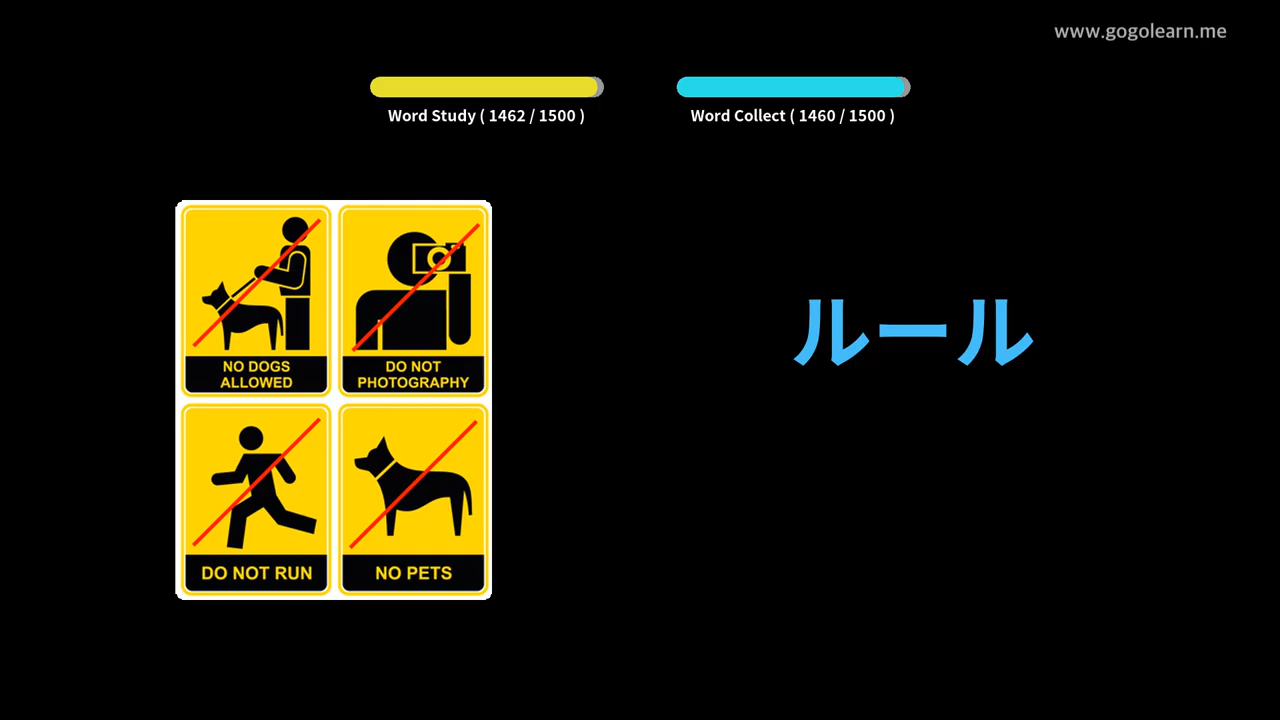 www.gogolearn.me
Word Study ( 1462 / 1500 )
Word Collect ( 1460 / 1500 )
NO DOGS
ALLOWED
DO NOT
PHOTOGRAPHY
DO NOT RUN
NO PETS
ルール